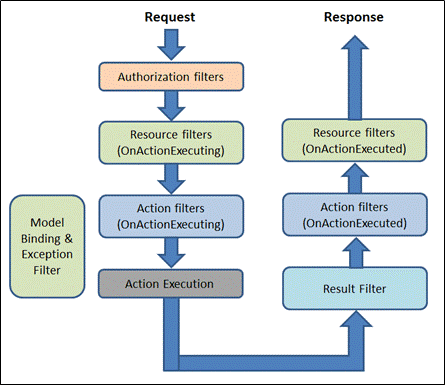 Request
Response
Authorization filters
Resource filters
(OnActionExecuting)
Resource filters
(OnActionExecuted)
Action filters
(OnActionExecuting)
Action filters
(OnActionExecuted)
Model
Binding &
Exception
Filter
Action Execution
Result Filter